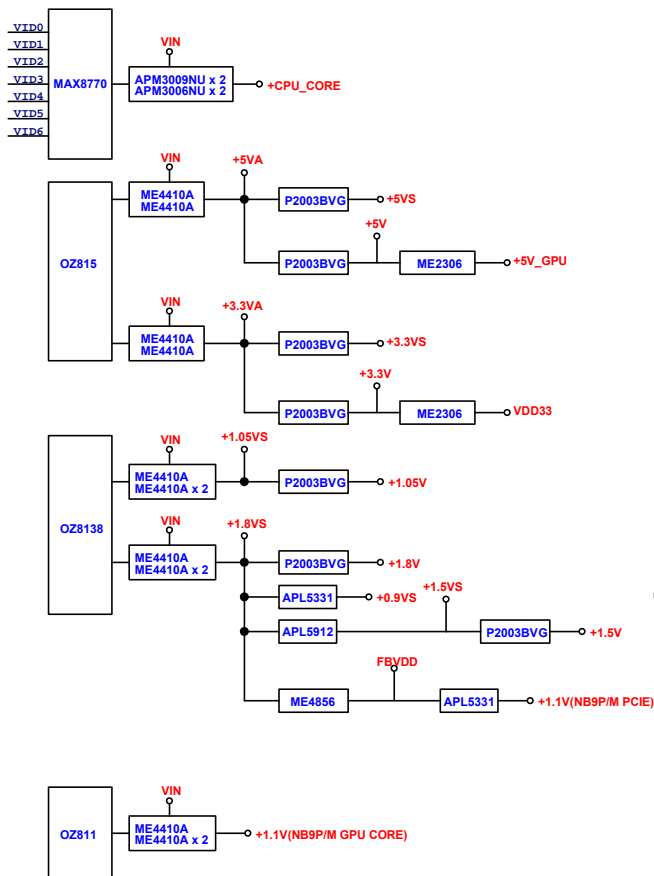 VID0
VID1
VID2
VID3
VID4
VID5
VID6
MAX8770
VIN
APM3009NU x 2
APM3006NU x 2
+CPU_CORE
OZ815
VIN
ME4410A
ME4410A
+5VA
P2003BVG
+5VS
+5V
P2003BVG
ME2306
+5V_GPU
VIN
ME4410A
ME4410A
+3.3VA
P2003BVG
+3.3VS
+3.3V
P2003BVG
ME2306
VDD33
OZ8138
VIN
ME4410A
ME4410A x 2
+1.05VS
P2003BVG
+1.05V
VIN
ME4410A
ME4410A x 2
+1.8VS
P2003BVG
+1.8V
APL5331
+0.9VS
APL5912
+1.5VS
P2003BVG
+1.5V
ME4856
FBVDD
APL5331
+1.1V(NB9P/M PCIE)
OZ811
VIN
ME4410A
ME4410A x 2
+1.1V(NB9P/M GPU CORE)